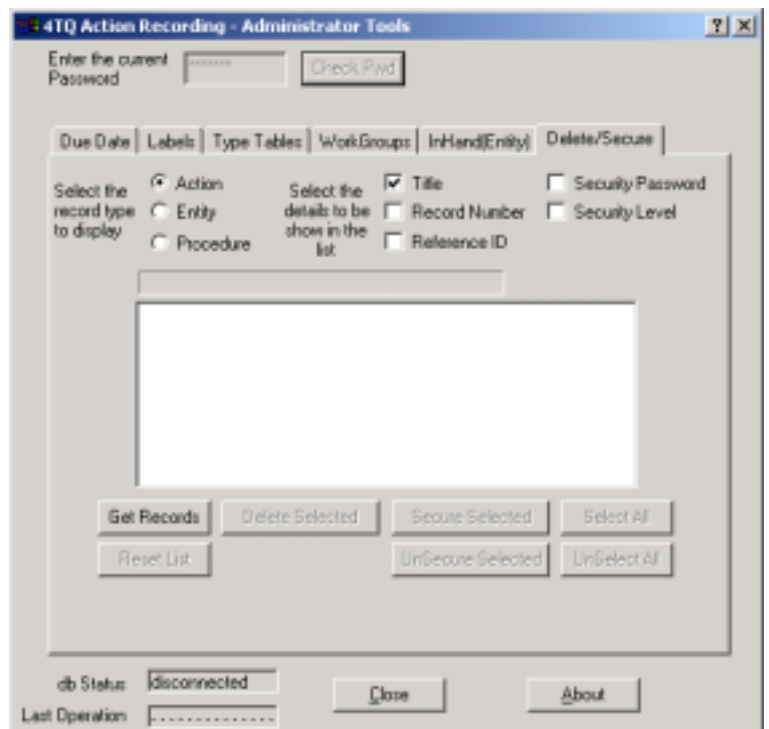 4TQ Action Recording - Administrator Tools
Enter the current
Password
Check Pwd
Due Date Labels Type Tables WorkGroups InHand(Entity) Delete/Secure
Select the
record type
to display
Action
Entity
Procedure
Select the
details to be
show in the
list
Title
Record Number
Reference ID
Security Password
Security Level
Get Records Delete Selected Secure Selected Select All
Reset List UnSecure Selected UnSelect All
db Status disconnected
Close About
Last Operation - - - - - - - - - - - - - -